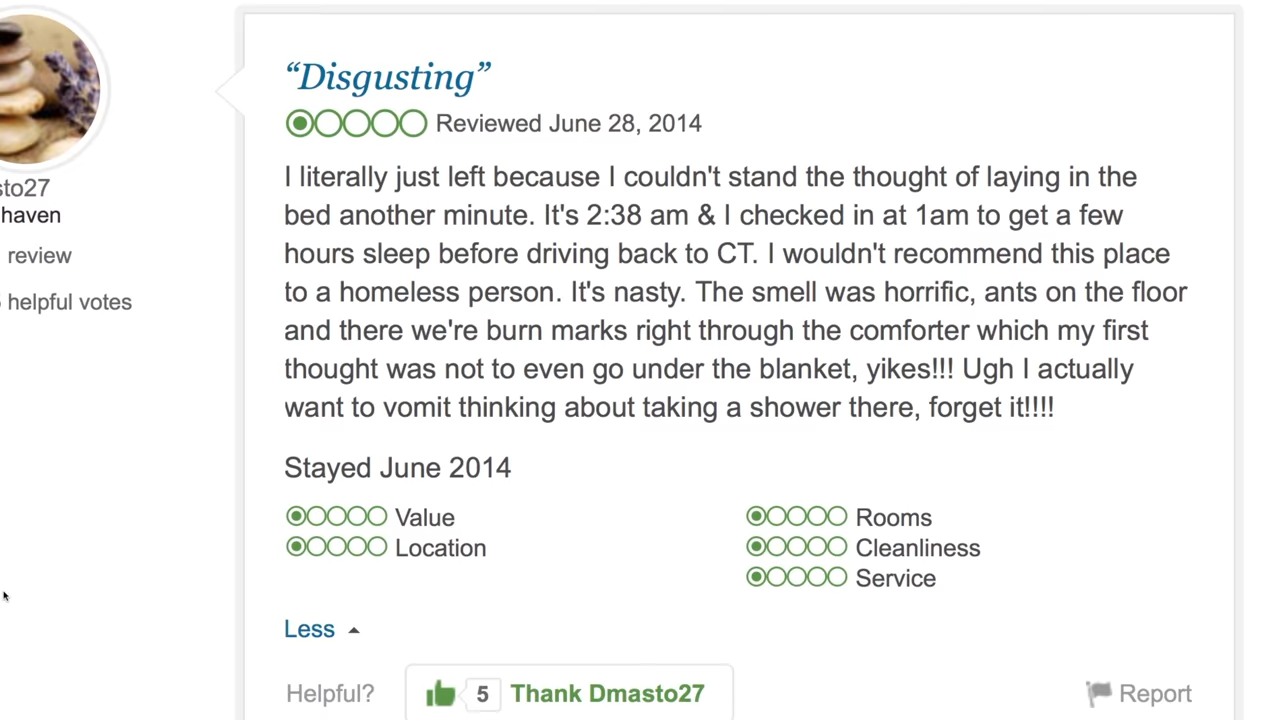 “Disgusting”
Reviewed June 28, 2014
I literally just left because I couldn't stand the thought of laying in the
bed another minute. It's 2:38 am & I checked in at 1am to get a few
hours sleep before driving back to CT. I wouldn't recommend this place
to a homeless person. It's nasty. The smell was horrific, ants on the floor
and there we're burn marks right through the comforter which my first
thought was not to even go under the blanket, yikes!!! Ugh I actually
want to vomit thinking about taking a shower there, forget it!!!!
Stayed June 2014
Value
Location
Rooms
Cleanliness
Service
Less
Helpful?
5 Thank Dmasto27
Report
sto27
haven
review
helpful votes